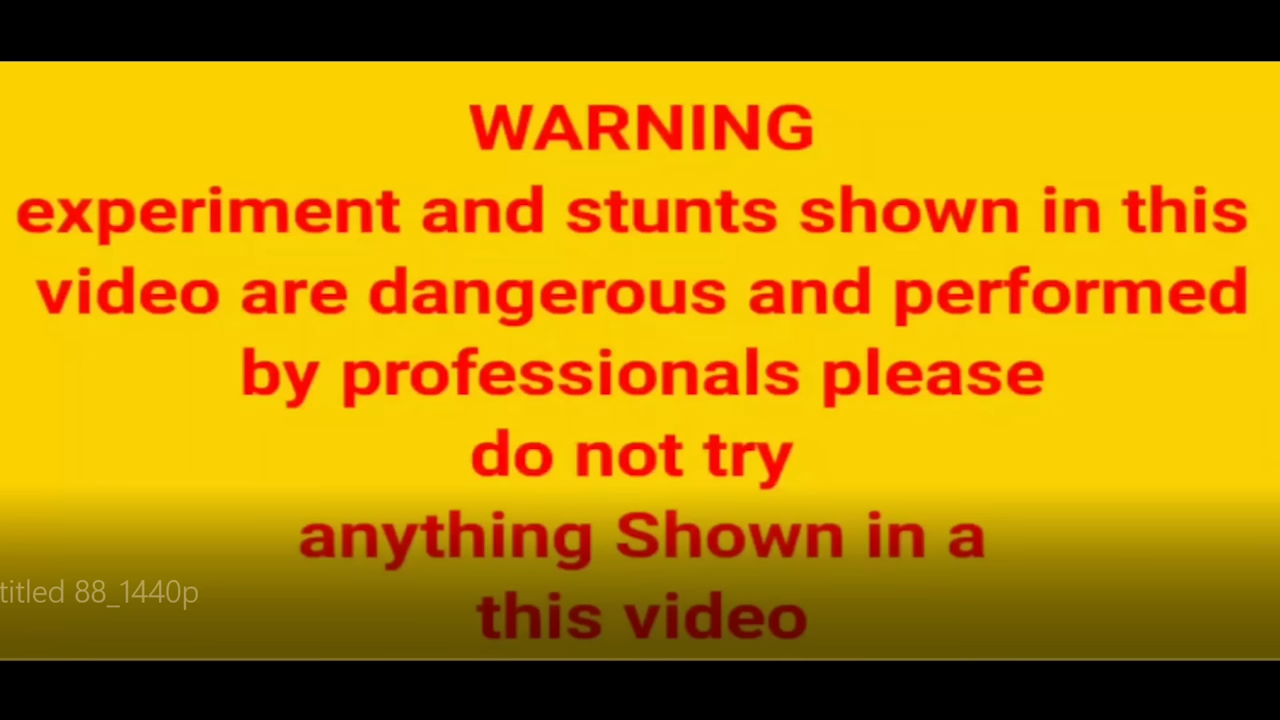 WARNING
experiment and stunts shown in this
video are dangerous and performed
by professionals please
do not try
anything Shown in a
titled 88_1440p
this video